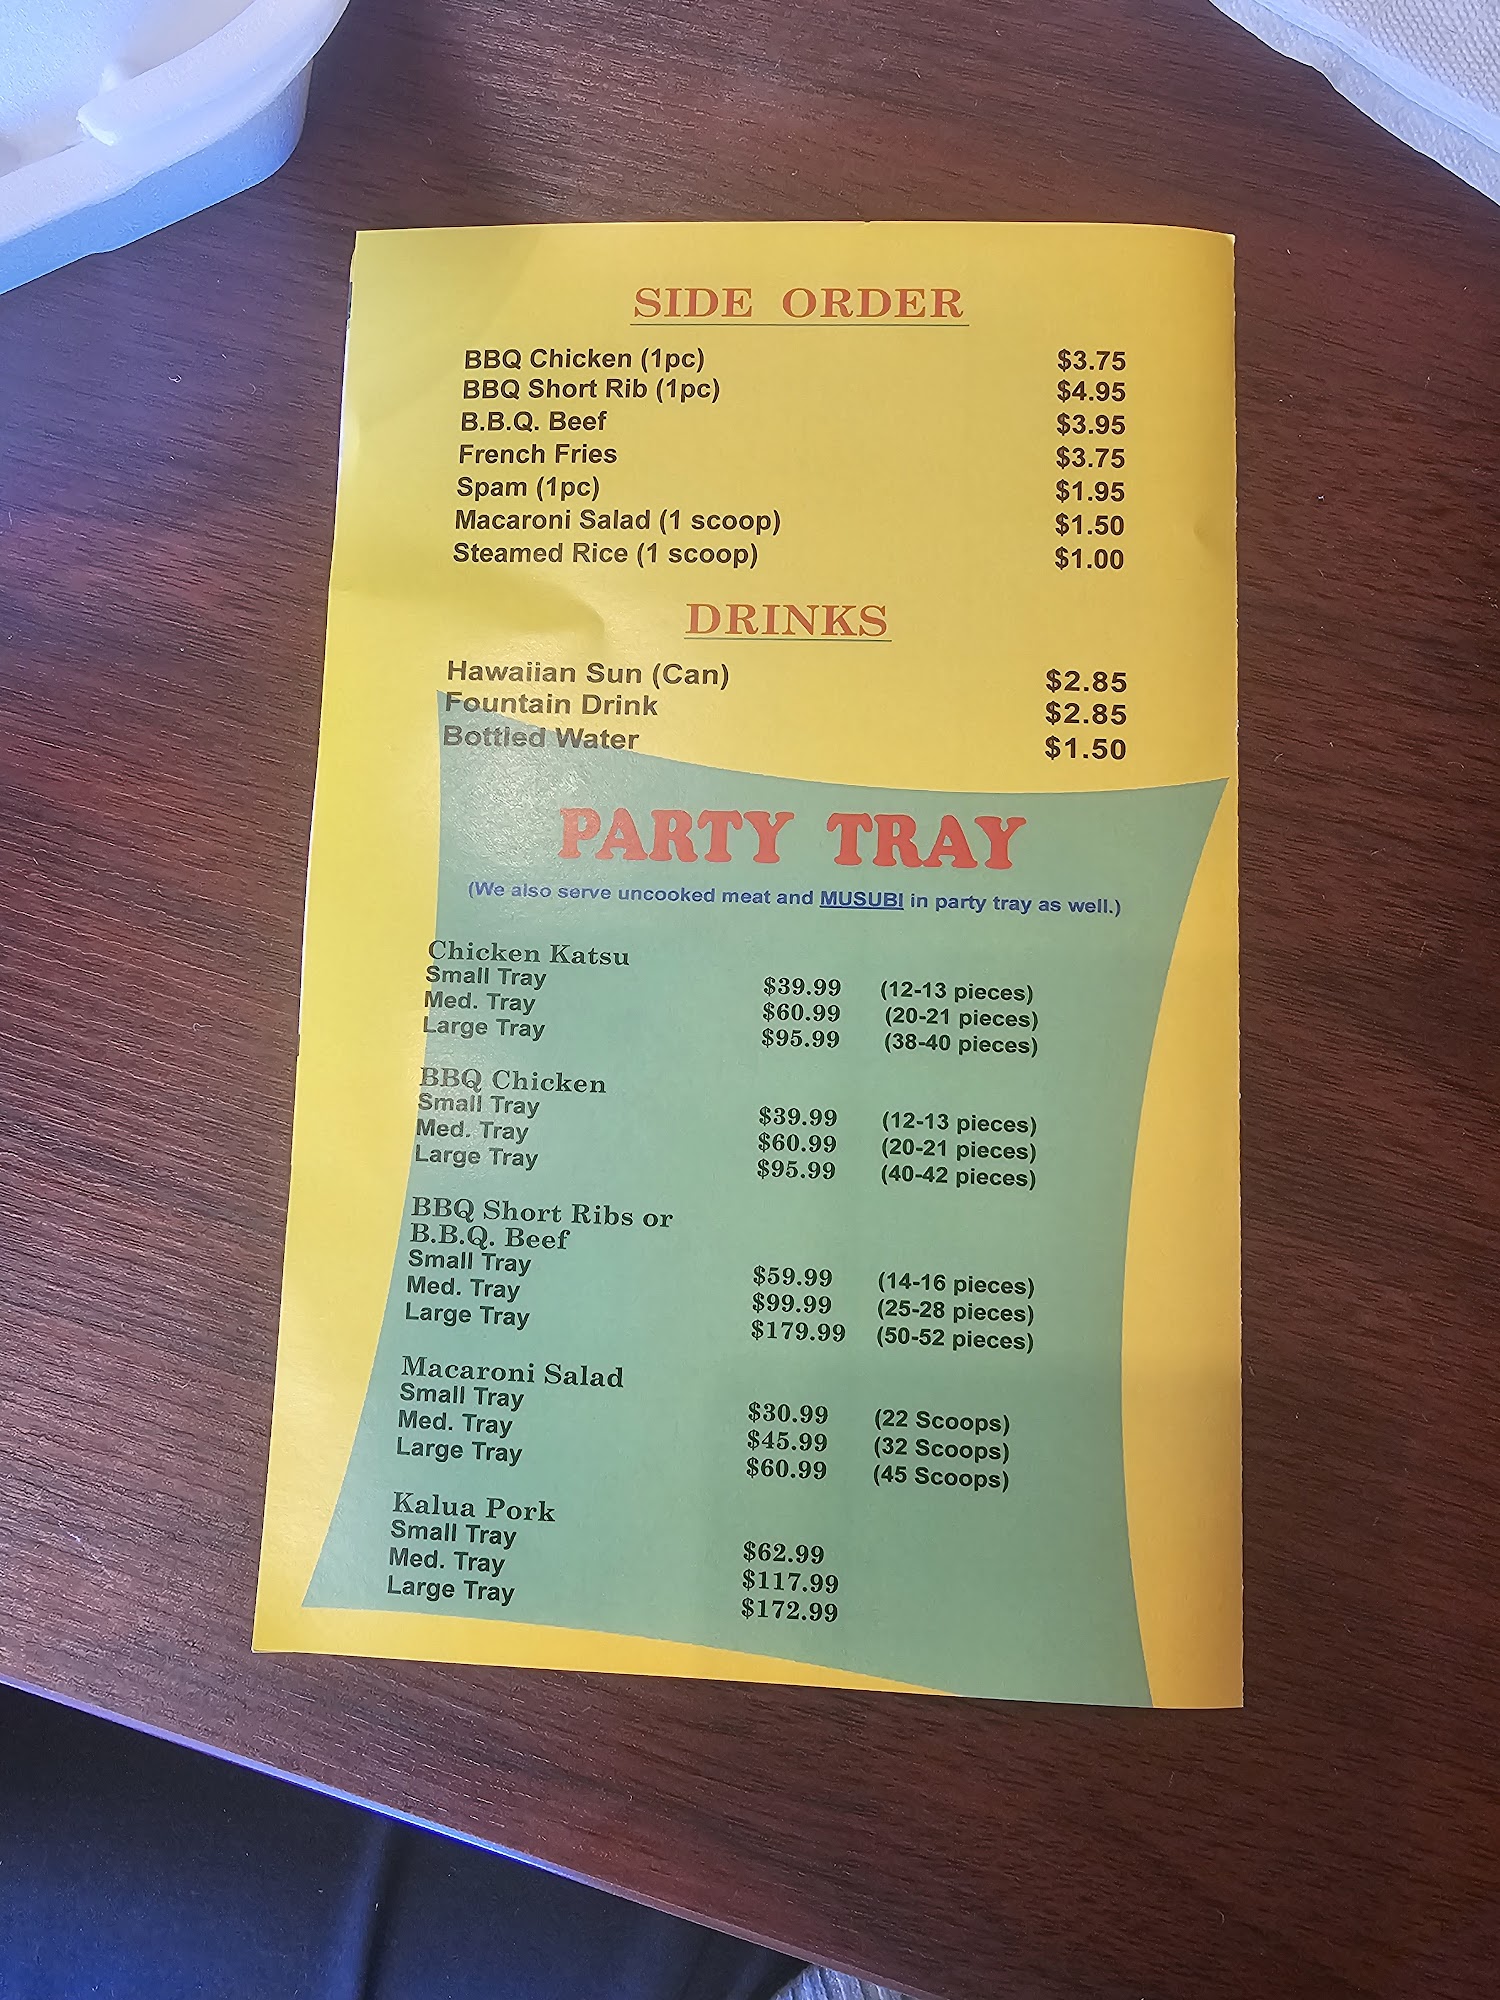 SIDE ORDER
BBQ Chicken (1pc) $3.75
BBQ Short Rib (1pc) $4.95
B.B.Q. Beef $3.95
French Fries $3.75
Spam (1pc) $1.95
Macaroni Salad (1 scoop) $1.50
Steamed Rice (1 scoop) $1.00
DRINKS
Hawaiian Sun (Can) $2.85
Fountain Drink $2.85
Bottled Water $1.50
PARTY TRAY
(We also serve uncooked meat and MUSUBI in party tray as well.)
Chicken Katsu
Small Tray $39.99 (12-13 pieces)
Med. Tray $60.99 (20-21 pieces)
Large Tray $95.99 (38-40 pieces)
BBQ Chicken
Small Tray $39.99 (12-13 pieces)
Med. Tray $60.99 (20-21 pieces)
Large Tray $95.99 (40-42 pieces)
BBQ Short Ribs or
B.B.Q. Beef
Small Tray $59.99 (14-16 pieces)
Med. Tray $99.99 (25-28 pieces)
Large Tray $179.99 (50-52 pieces)
Macaroni Salad
Small Tray $30.99 (22 Scoops)
Med. Tray $45.99 (32 Scoops)
Large Tray $60.99 (45 Scoops)
Kalua Pork
Small Tray $62.99
Med. Tray $117.99
Large Tray $172.99